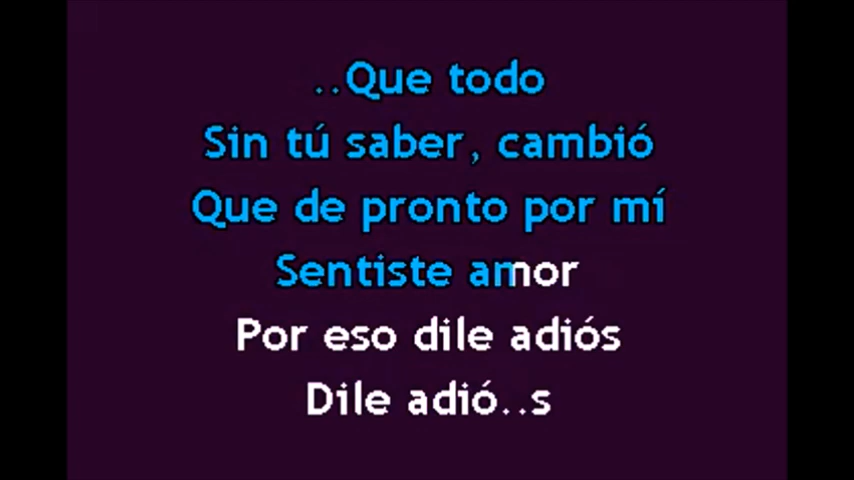 ..Que todo
Sin tú saber, cambió
Que de pronto por mí
Sentiste amor
Por eso dile adiós
Dile adió..s